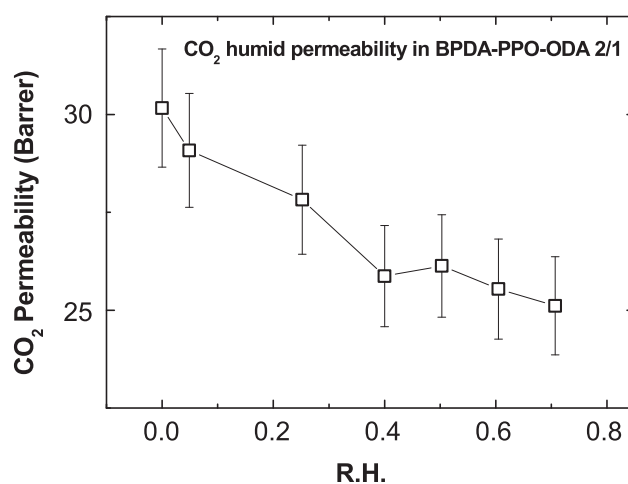 CO2 humid permeability in BPDA-PPO-ODA 2/1
CO2 Permeability (Barrer)
30
25
0.0 0.2 0.4 0.6 0.8
R.H.